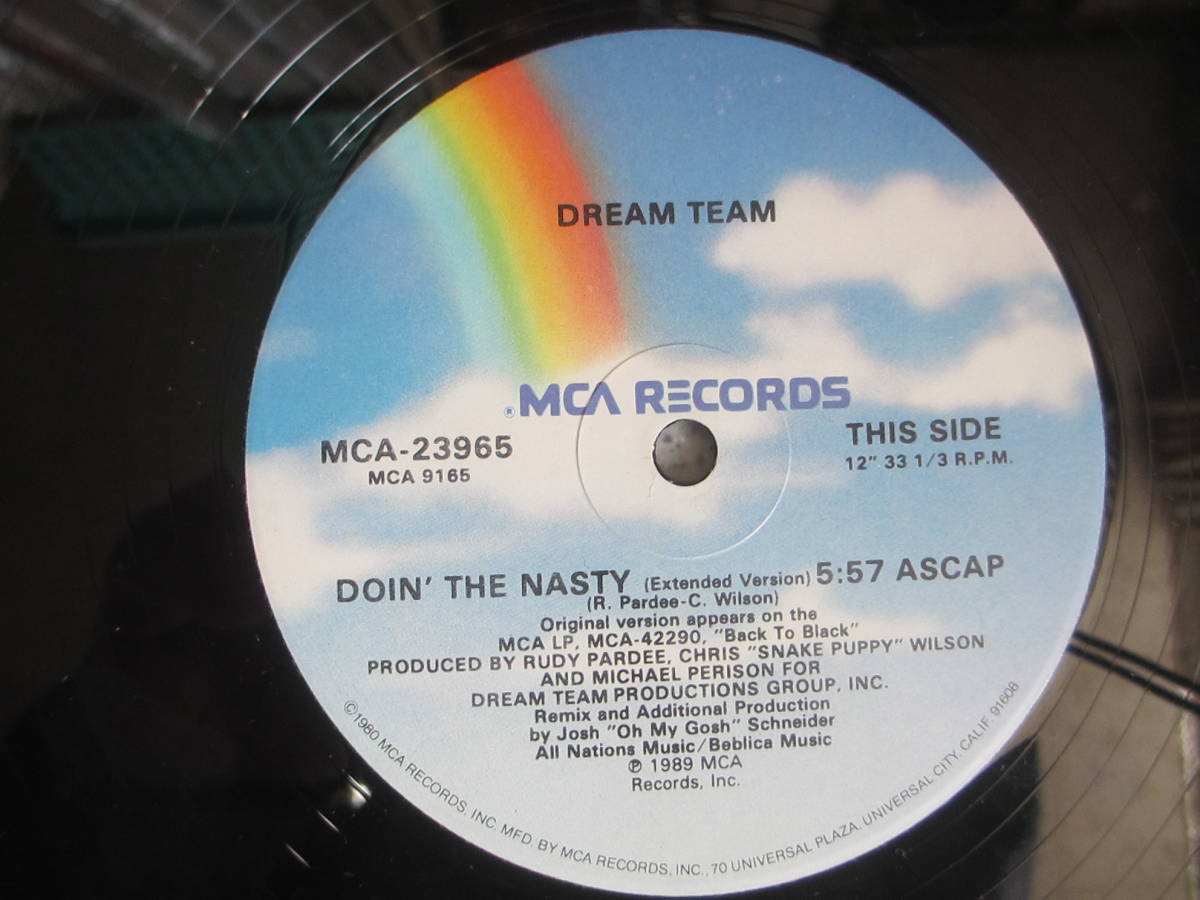 DREAM TEAM
® MCA RECORDS
MCA-23965
MCA 9165
THIS SIDE
12" 33 1/3 R.P.M.
DOIN' THE NASTY (Extended Version) 5:57 ASCAP
(R. Pardee-C. Wilson)
Original version appears on the
MCA LP, MCA-42290, "Back To Black"
PRODUCED BY RUDY PARDEE, CHRIS "SNAKE PUPPY" WILSON
AND MICHAEL PERISON FOR
DREAM TEAM PRODUCTIONS GROUP, INC.
Remix and Additional Production
by Josh "Oh My Gosh" Schneider
All Nations Music/Beblica Music
℗ 1989 MCA
Records, Inc.
©1980 MCA RECORDS, INC. MFD. BY MCA RECORDS, INC., 70 UNIVERSAL PLAZA, UNIVERSAL CITY, CALIF. 91608